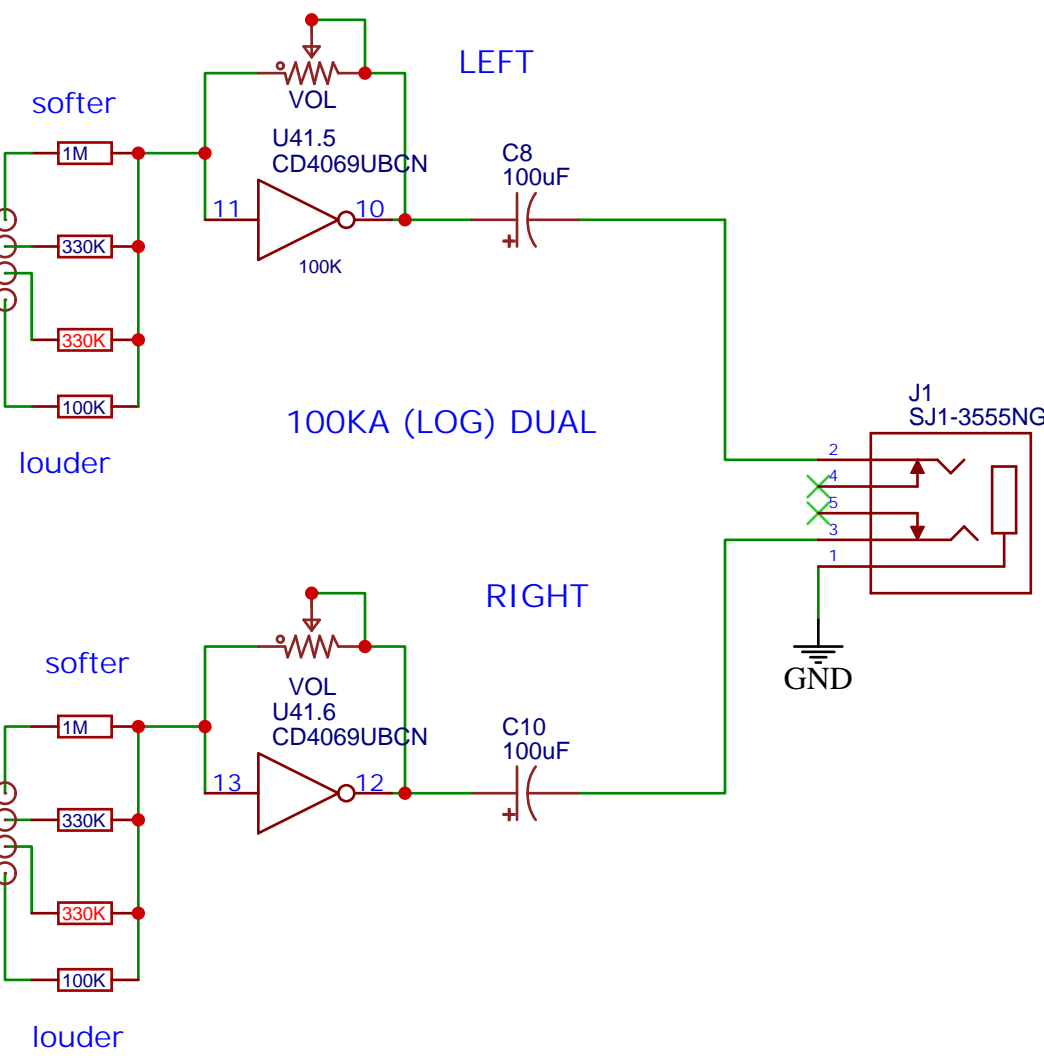 LEFT
softer
VOL
U41.5
CD4069UBCN
1M
C8
100uF
11
10
+
330K
100K
330K
100K
louder
100KA (LOG) DUAL
J1
SJ1-3555NG
2
4
5
3
1
GND
RIGHT
softer
VOL
U41.6
CD4069UBCN
1M
C10
100uF
13
12
+
330K
330K
100K
louder